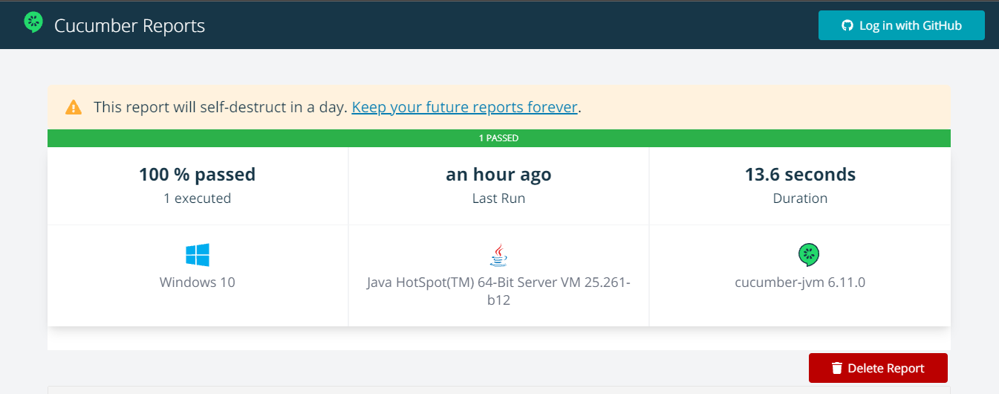 Cucumber Reports
Log in with GitHub
This report will self-destruct in a day. Keep your future reports forever.
1 PASSED
100 % passed
1 executed
an hour ago
Last Run
13.6 seconds
Duration
Windows 10
Java HotSpot(TM) 64-Bit Server VM 25.261-
b12
cucumber-jvm 6.11.0
Delete Report